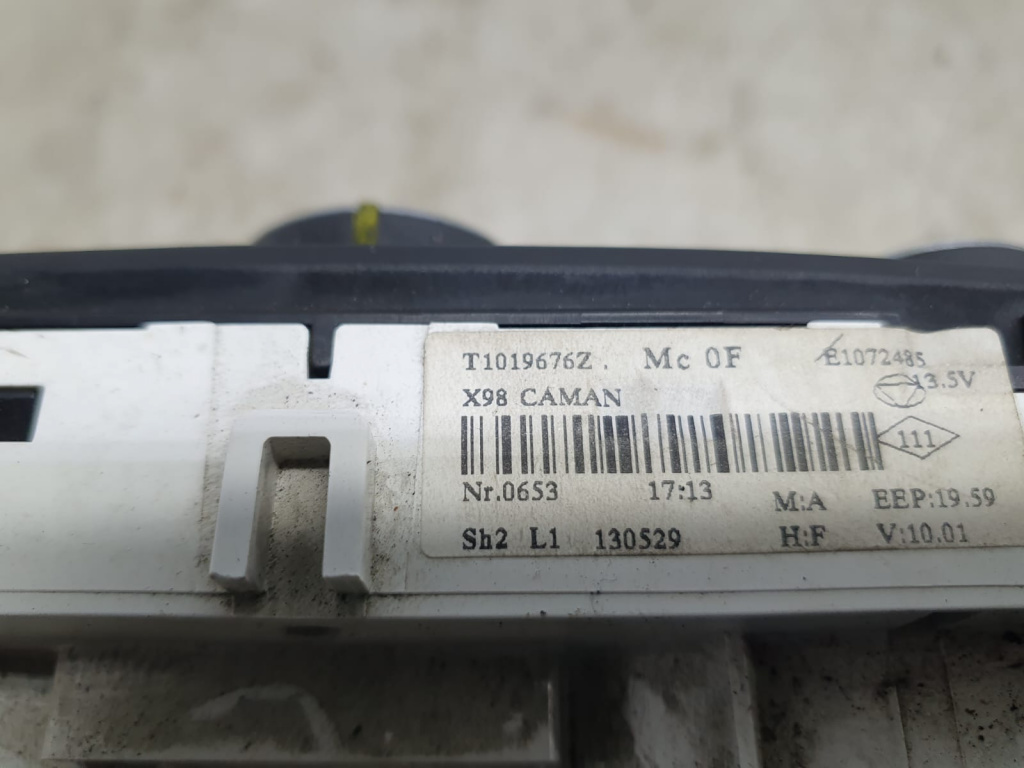 T1019676Z. Mc 0F E1072485
X98 CAMAN 13.5V
111
Nr.0653 17:13 M:A EEP:19.59
Sh2 L1 130529 H:F V:10.01